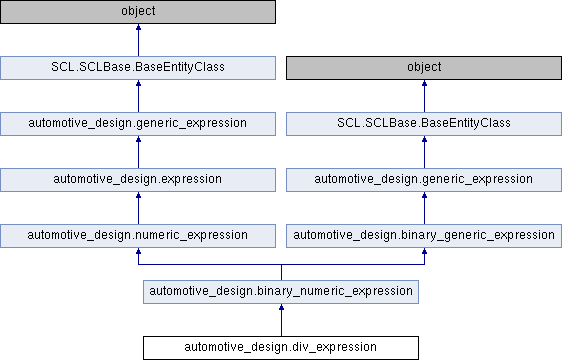 object
SCL.SCLBase.BaseEntityClass
object
automotive_design.generic_expression
SCL.SCLBase.BaseEntityClass
automotive_design.expression
automotive_design.generic_expression
automotive_design.numeric_expression
automotive_design.binary_generic_expression
automotive_design.binary_numeric_expression
automotive_design.div_expression